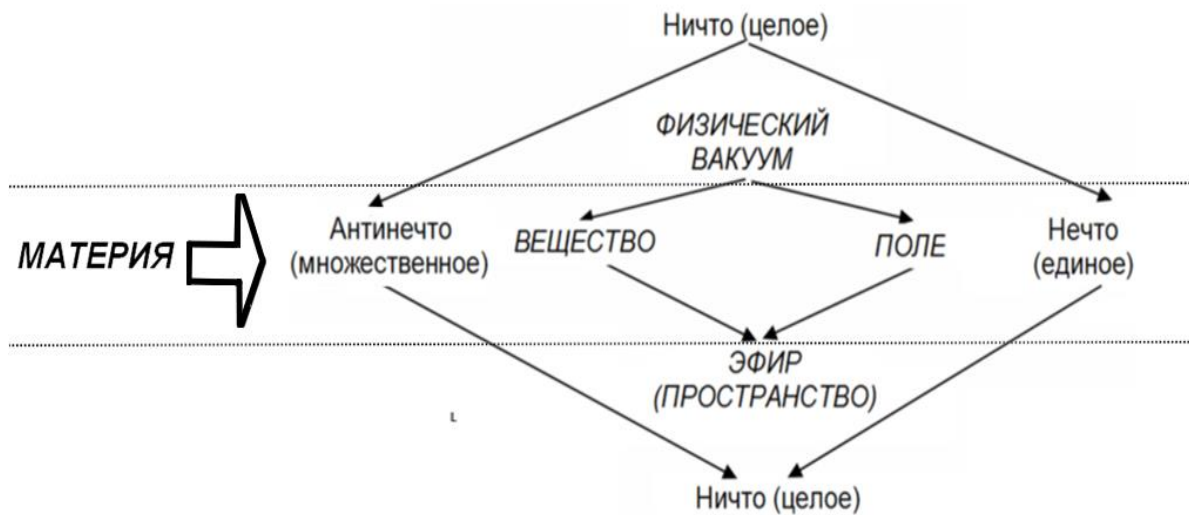 Ничто (целое)
ФИЗИЧЕСКИЙ
ВАКУУМ
МАТЕРИЯ
Антинечто
(множественное)
ВЕЩЕСТВО
ПОЛЕ
Нечто
(единое)
ЭФИР
(ПРОСТРАНСТВО)
L
Ничто (целое)